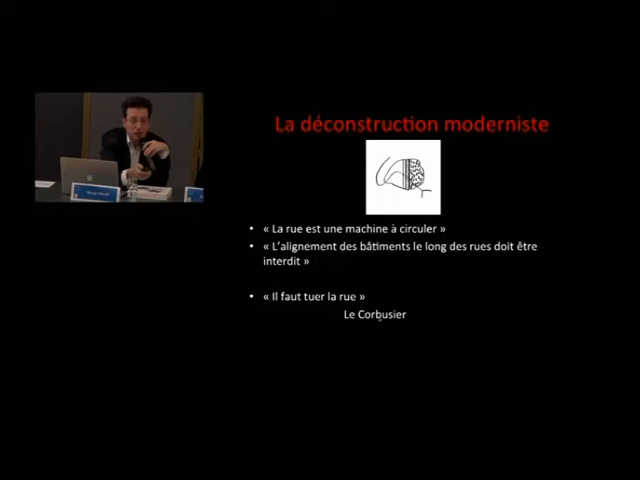 La déconstruction moderniste
• « La rue est une machine à circuler »
• « L'alignement des bâtiments le long des rues doit être
interdit »
• « Il faut tuer la rue »
Le Corbusier